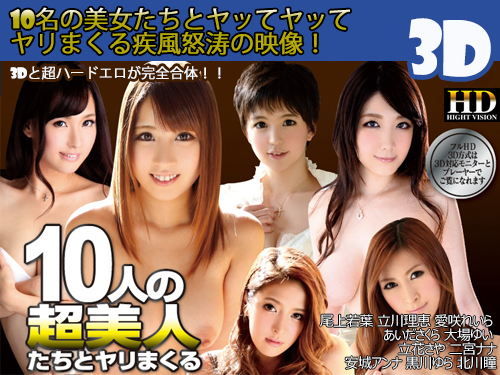 10名の美女たちとヤッてヤッて
ヤリまくる疾風怒涛の映像！
3D
3Dと超ハードエロが完全合体！！
HD
HIGHT VISION
フルHD
3D方式は
3D対応モニターと
プレーヤーで
ご覧になれます
10人の
超美人
たちとヤリまくる
尾上若葉 立川理恵 愛咲れいら
あいださくら 大場ゆい
立花さや 二宮ナナ
安城アンナ 黒川ゆら 北川瞳